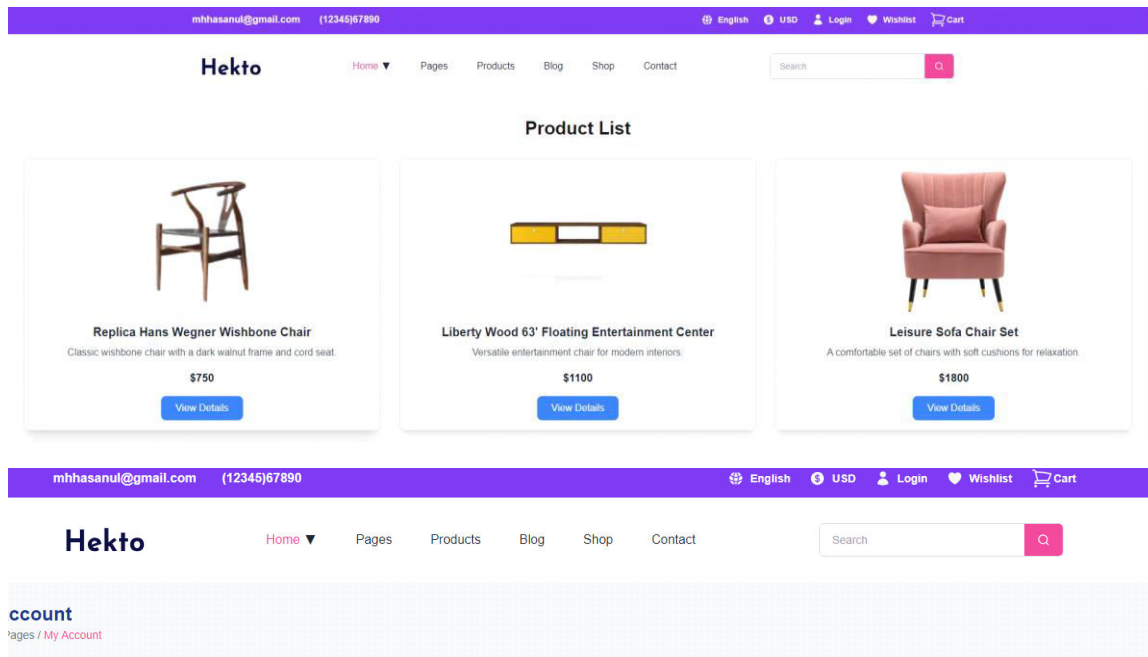 mhhasanul@gmail.com (12345)67890 English USD Login Wishlist Cart
Hekto Home ▼ Pages Products Blog Shop Contact Search
Product List
Replica Hans Wegner Wishbone Chair
Classic wishbone chair with a dark walnut frame and cord seat.
$750
View Details
Liberty Wood 63' Floating Entertainment Center
Versatile entertainment chair for modern interiors.
$1100
View Details
Leisure Sofa Chair Set
A comfortable set of chairs with soft cushions for relaxation.
$1800
View Details
mhhasanul@gmail.com (12345)67890 English USD Login Wishlist Cart
Hekto Home ▼ Pages Products Blog Shop Contact Search
ccount
Pages / My Account